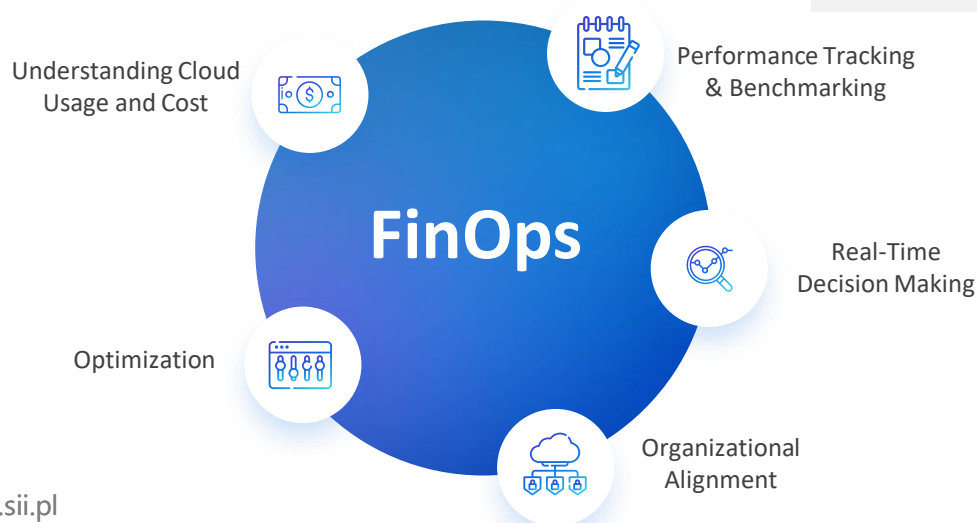 Understanding Cloud
Usage and Cost
Performance Tracking
& Benchmarking
FinOps
Real-Time
Decision Making
Optimization
Organizational
Alignment
.sii.pl